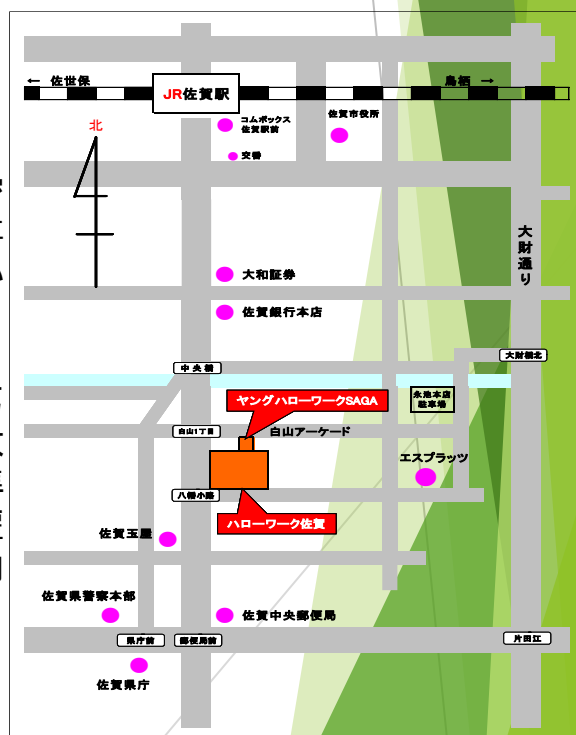 ← 佐世保
鳥栖 →
JR佐賀駅
コムボックス
佐賀駅前
佐賀市役所
北
交番
大財通り
大和証券
佐賀銀行本店
大財橋北
中央橋
永池本店
駐車場
ヤングハローワークSAGA
白山1丁目
白山アーケード
エスプラッツ
八幡小路
ハローワーク佐賀
佐賀玉屋
佐賀県警察本部
佐賀中央郵便局
県庁前
郵便局前
片田江
佐賀県庁